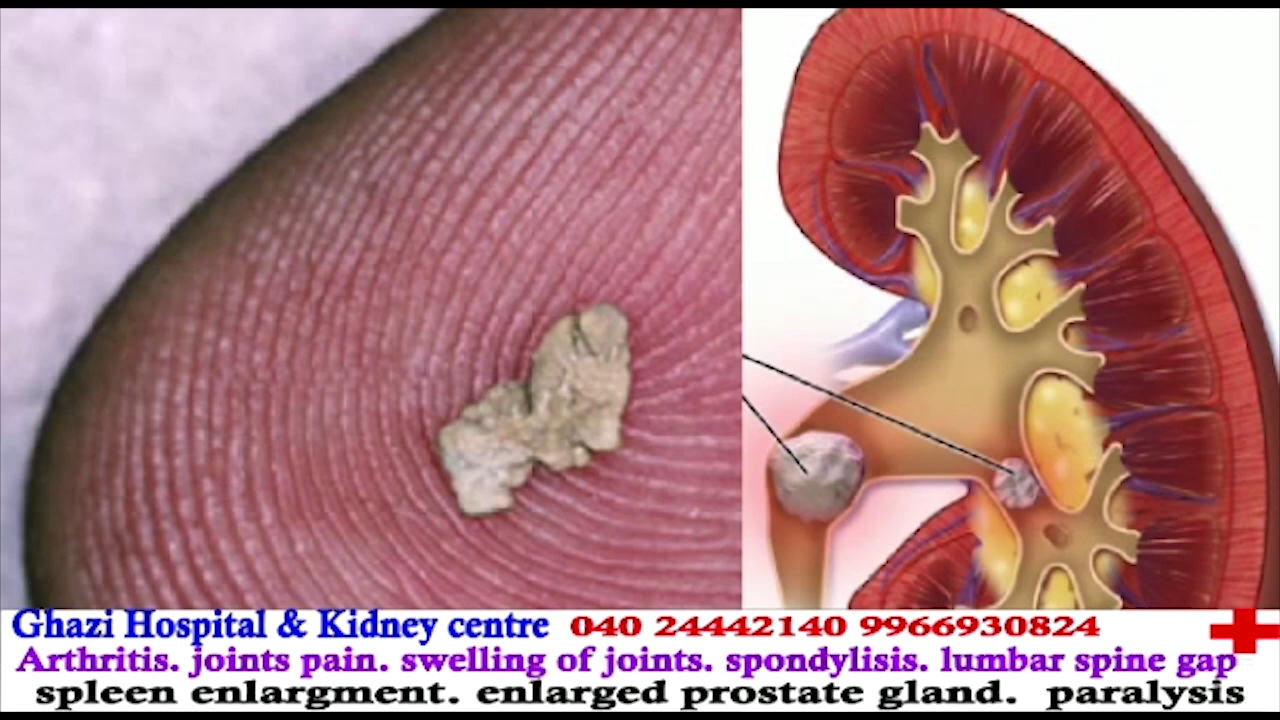 Ghazi Hospital & Kidney centre 040 24442140 9966930824
Arthritis. joints pain. swelling of joints. spondylisis. lumbar spine gap
spleen enlargment. enlarged prostate gland. paralysis